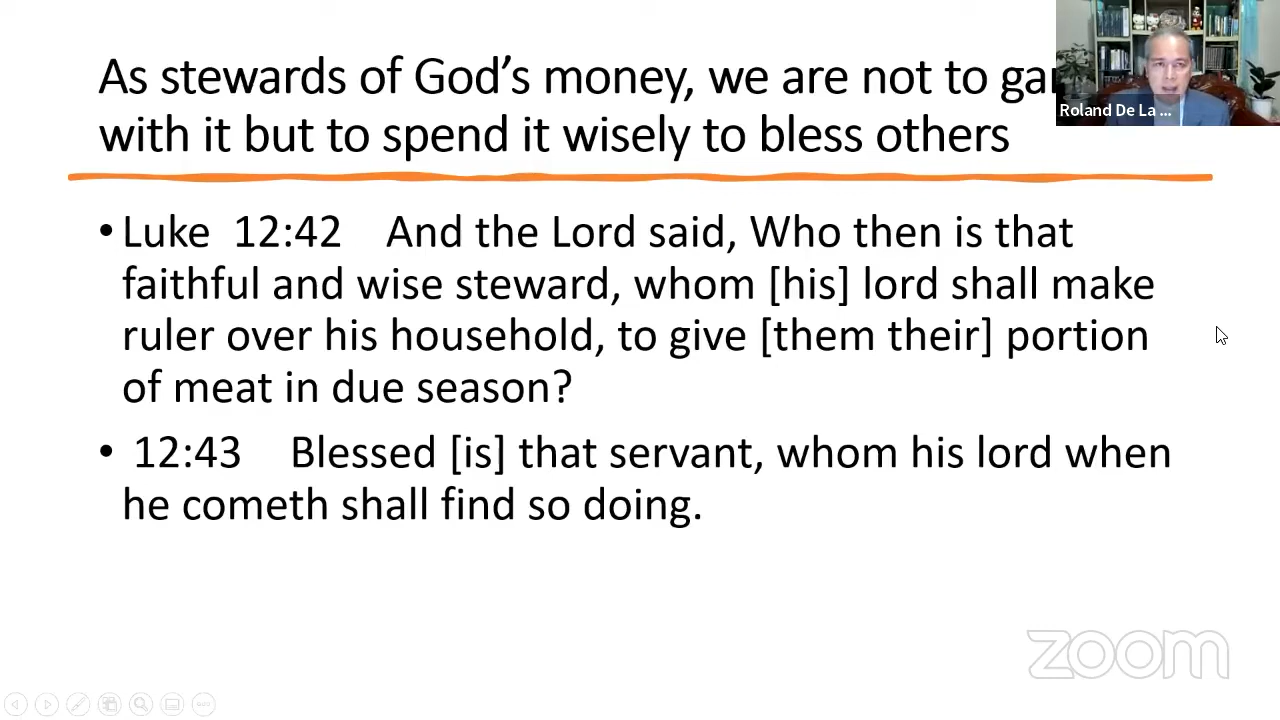 As stewards of God's money, we are not to
with it but to spend it wisely to bless others
Roland De La ...
•Luke 12:42 And the Lord said, Who then is that
faithful and wise steward, whom [his] lord shall make
ruler over his household, to give [them their] portion
of meat in due season?
• 12:43 Blessed [is] that servant, whom his lord when
he cometh shall find so doing.
zoom